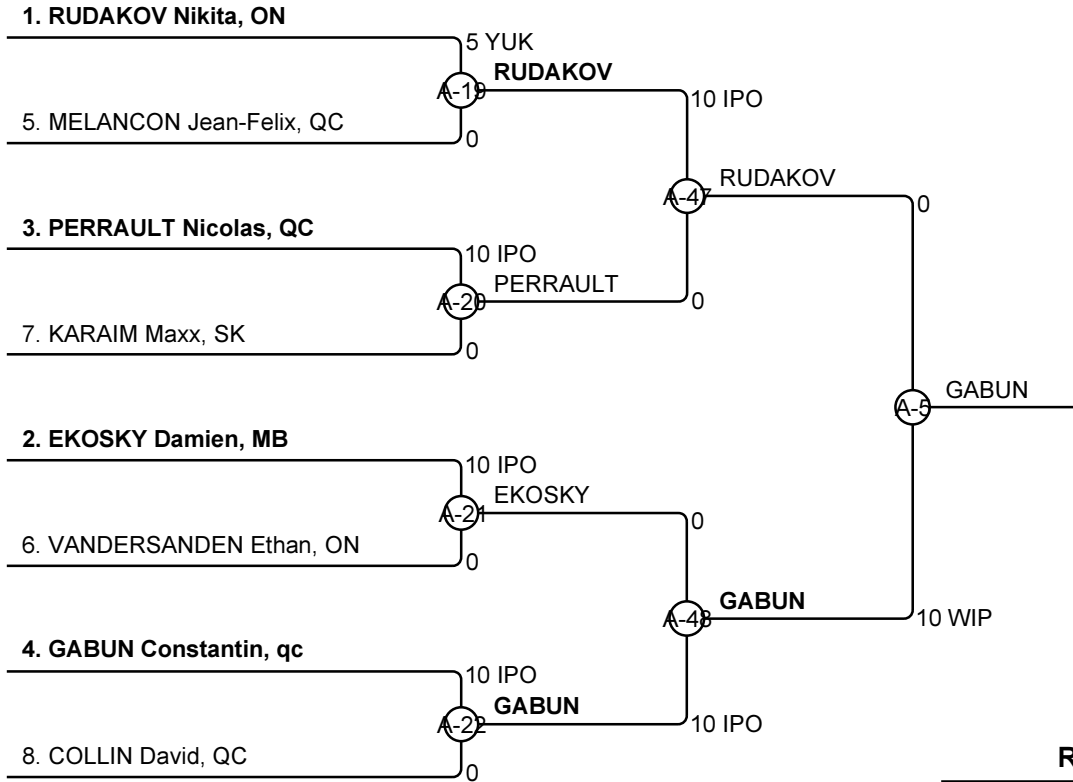 1. RUDAKOV Nikita, ON
5 YUK
RUDAKOV
A-19
10 IPO
5. MELANCON Jean-Felix, QC
0
RUDAKOV
A-47
0
3. PERRAULT Nicolas, QC
10 IPO
PERRAULT
A-20
0
7. KARAIM Maxx, SK
0
GABUN
A-5
2. EKOSKY Damien, MB
10 IPO
EKOSKY
A-21
0
6. VANDERSANDEN Ethan, ON
0
GABUN
A-48
10 WIP
4. GABUN Constantin, qc
10 IPO
GABUN
A-22
10 IPO
8. COLLIN David, QC
0
R